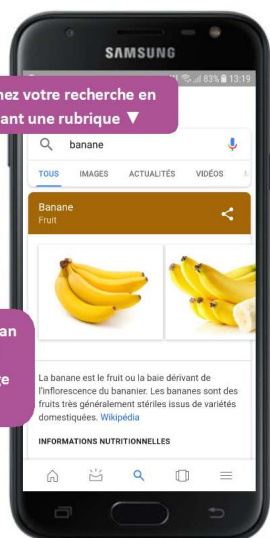 SAMSUNG
83% 13:19
votre recherche en
une rubrique ▼
banane
TOUS IMAGES ACTUALITÉS VIDÉOS
Banane
Fruit
La banane est le fruit ou la baie dérivant de
l'inflorescence du bananier. Les bananes sont des
fruits très généralement stériles issus de variétés
domestiquées. Wikipédia
INFORMATIONS NUTRITIONNELLES